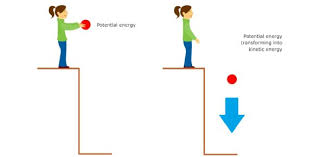 Potential energy
Potential energy
transforming into
kinetic energy